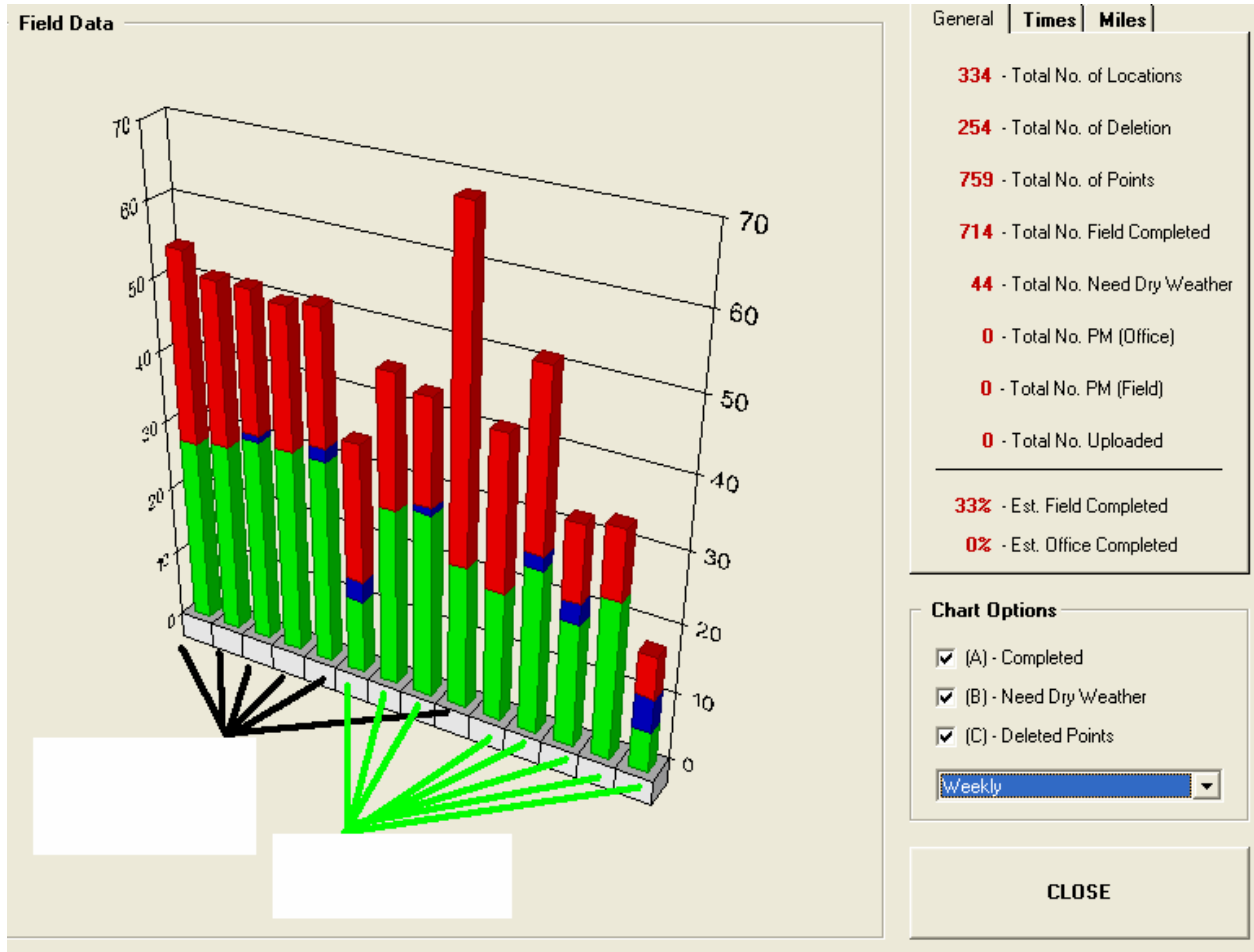 Field Data
70
60
50
40
30
20
10
0
70
60
50
40
30
20
10
0
General Times Miles
334 - Total No. of Locations
254 - Total No. of Deletion
759 - Total No. of Points
714 - Total No. Field Completed
44 - Total No. Need Dry Weather
0 - Total No. PM (Office)
0 - Total No. PM (Field)
0 - Total No. Uploaded
33% - Est. Field Completed
0% - Est. Office Completed
Chart Options
(A) - Completed
(B) - Need Dry Weather
(C) - Deleted Points
Weekly
CLOSE